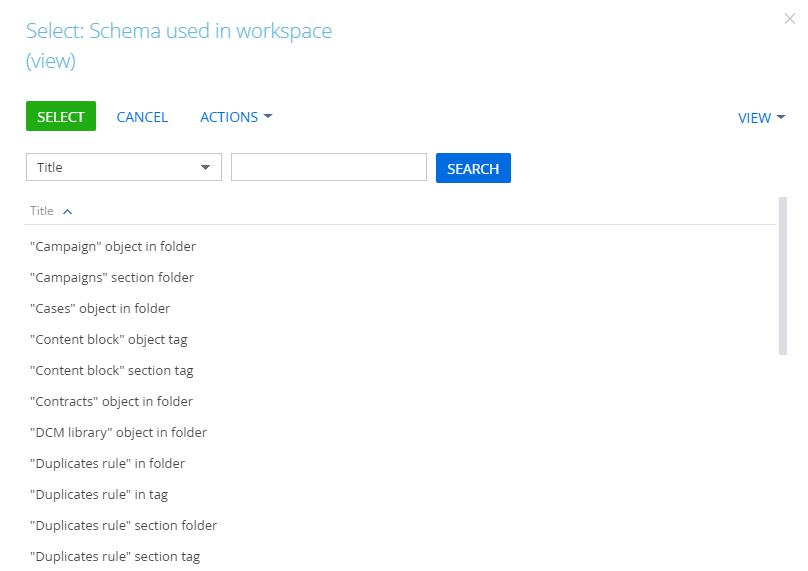 Select: Schema used in workspace
(view)
SELECT CANCEL ACTIONS VIEW
Title SEARCH
Title
"Campaign" object in folder
"Campaigns" section folder
"Cases" object in folder
"Content block" object tag
"Content block" section tag
"Contracts" object in folder
"DCM library" object in folder
"Duplicates rule" in folder
"Duplicates rule" in tag
"Duplicates rule" section folder
"Duplicates rule" section tag